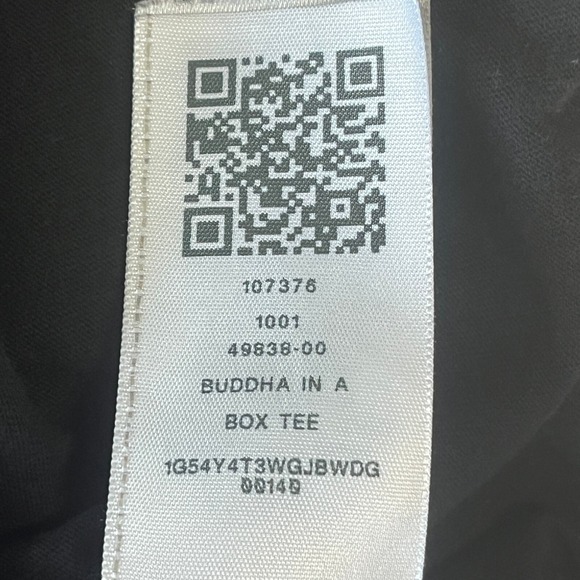 107376
1001
49838-00
BUDDHA IN A
BOX TEE
1G54Y4T3WGJBWDG
00140